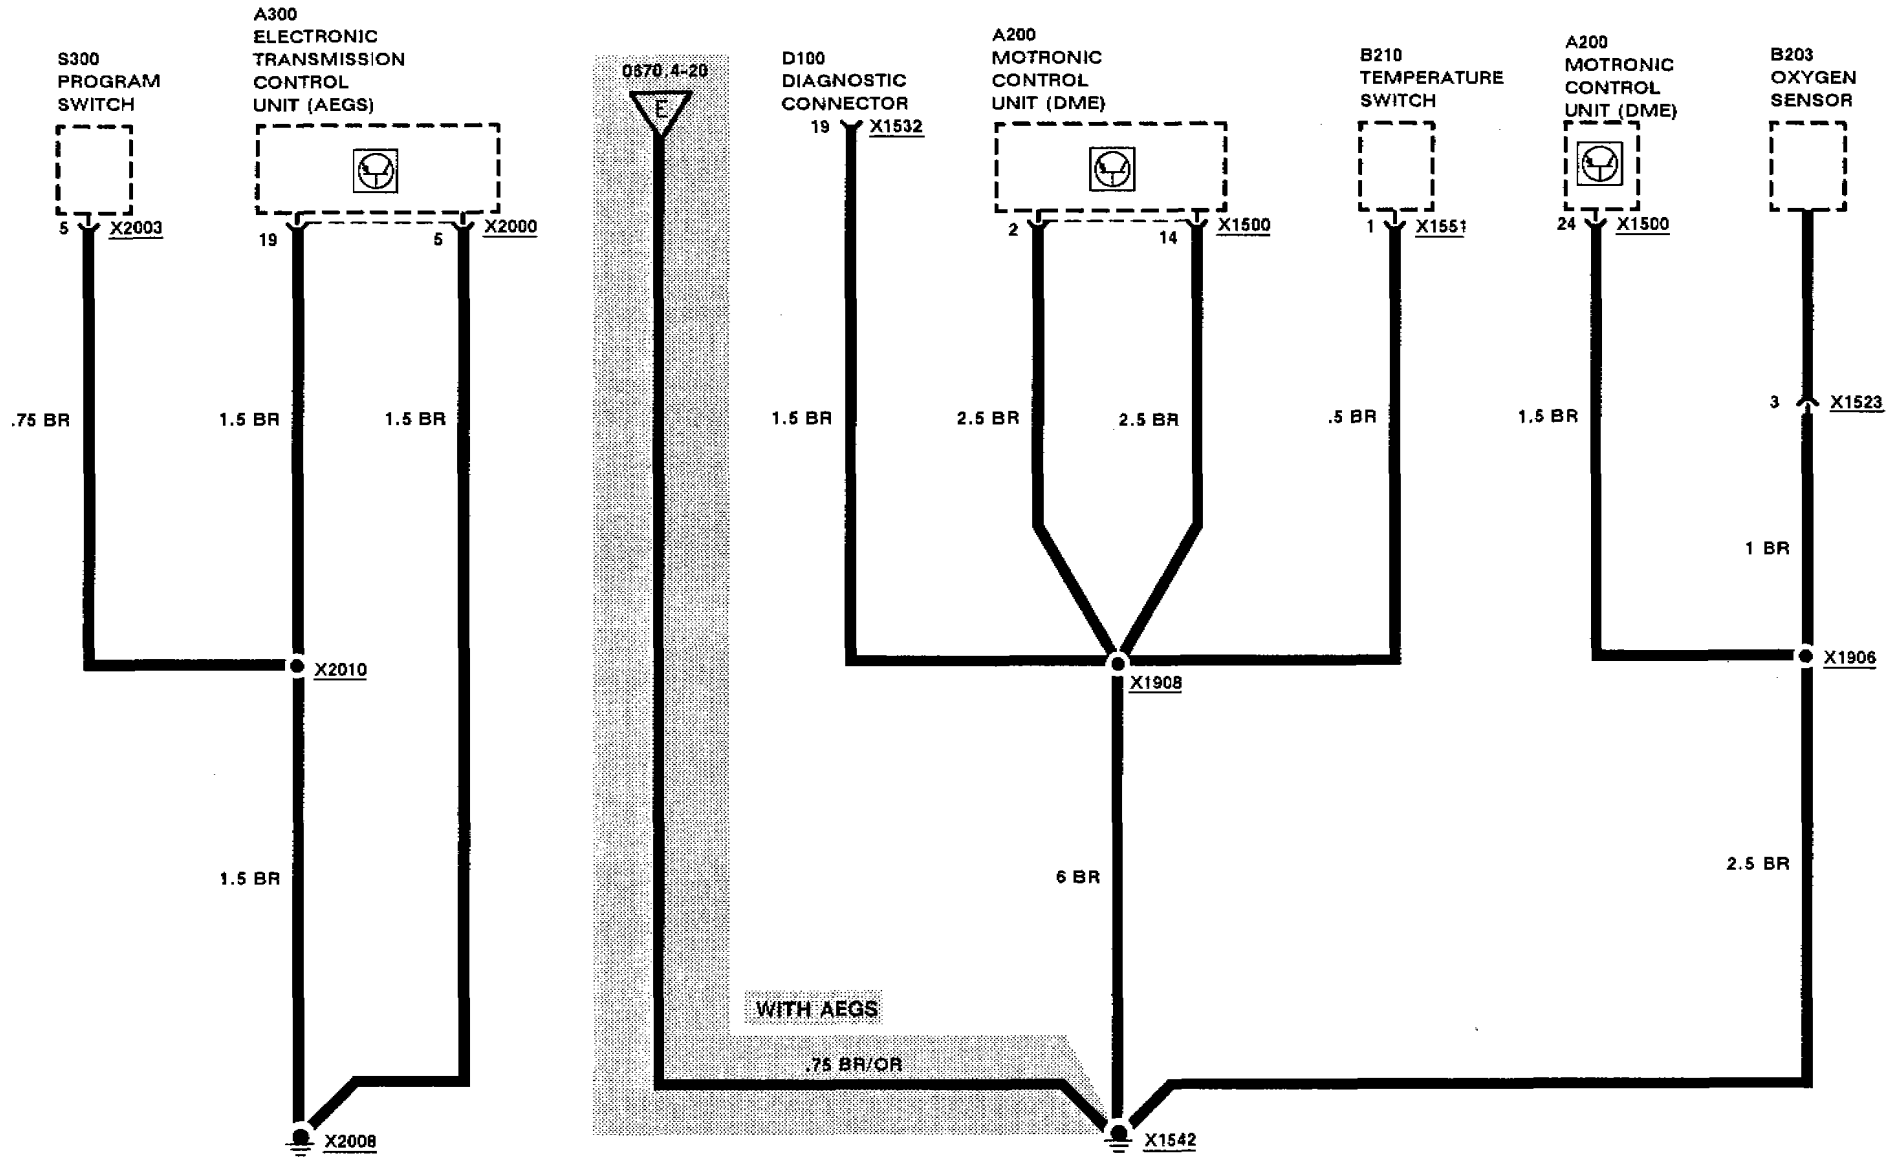 S300
PROGRAM
SWITCH
A300
ELECTRONIC
TRANSMISSION
CONTROL
UNIT (AEGS)
0670.4-20
E
D100
DIAGNOSTIC
CONNECTOR
A200
MOTRONIC
CONTROL
UNIT (DME)
B210
TEMPERATURE
SWITCH
A200
MOTRONIC
CONTROL
UNIT (DME)
B203
OXYGEN
SENSOR
5 X2003
19
5 X2000
19 X1532
2
14 X1500
1 X1551
24 X1500
3 X1523
.75 BR
1.5 BR
1.5 BR
1.5 BR
2.5 BR
2.5 BR
.5 BR
1.5 BR
1 BR
X2010
X1908
X1906
1.5 BR
6 BR
2.5 BR
WITH AEGS
.75 BR/OR
X2008
X1542